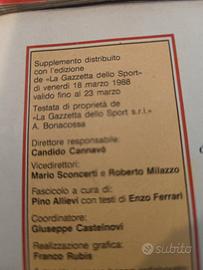 Supplemento distribuito
con l'edizione
de «La Gazzetta dello Sport»
di venerdì 18 marzo 1988
valido fino al 23 marzo
Testata di proprietà de
«La Gazzetta dello Sport s.r.l.»
A. Bonacossa
Direttore responsabile:
Candido Cannavò
Vicedirettori:
Mario Sconcerti e Roberto Milazzo
Fascicolo a cura di:
Pino Allievi con testi di Enzo Ferrari
Coordinatore:
Giuseppe Castelnovi
Realizzazione grafica:
Franco Rubis
subito